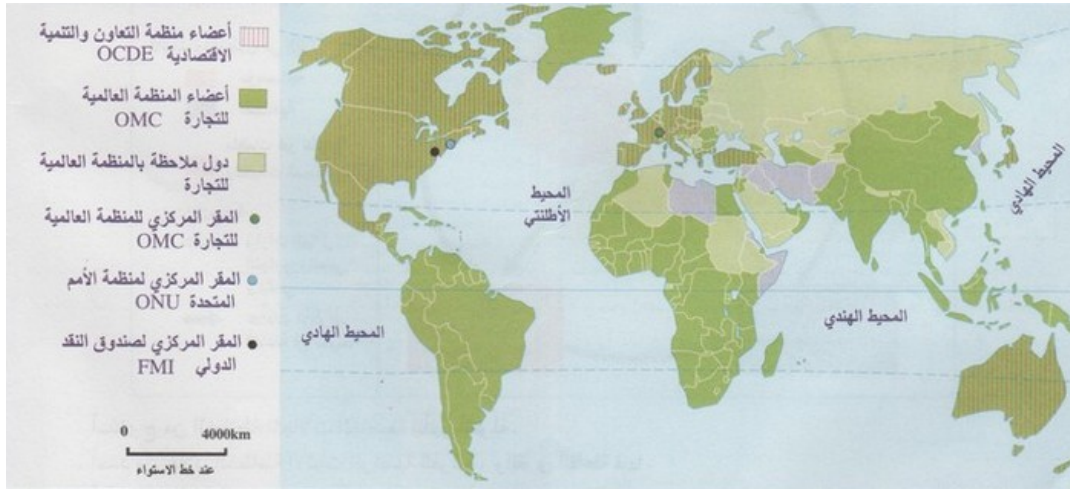 أعضاء منظمة التعاون والتنمية
الاقتصادية OCDE
أعضاء المنظمة العالمية
للتجارة OMC
دول ملاحظة بالمنظمة العالمية
للتجارة
المقر المركزي للمنظمة العالمية
للتجارة OMC
المقر المركزي لمنظمة الأمم
المتحدة ONU
المقر المركزي لصندوق النقد
الدولي FMI
0 4000km
عند خط الاستواء
المحيط الهادي
المحيط
الأطلنتي
المحيط الهندي
المحيط الهادي